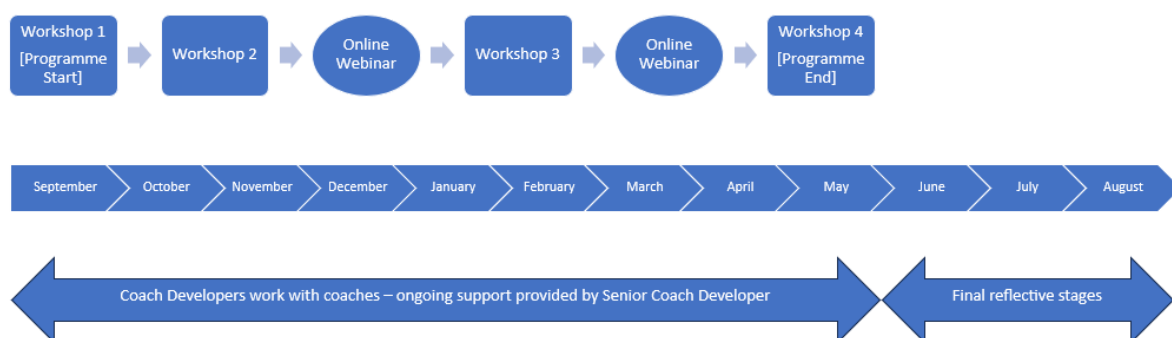 Workshop 1
[Programme
Start]
Workshop 2
Online
Webinar
Workshop 3
Online
Webinar
Workshop 4
[Programme
End]
September
October
November
December
January
February
March
April
May
June
July
August
Coach Developers work with coaches – ongoing support provided by Senior Coach Developer
Final reflective stages